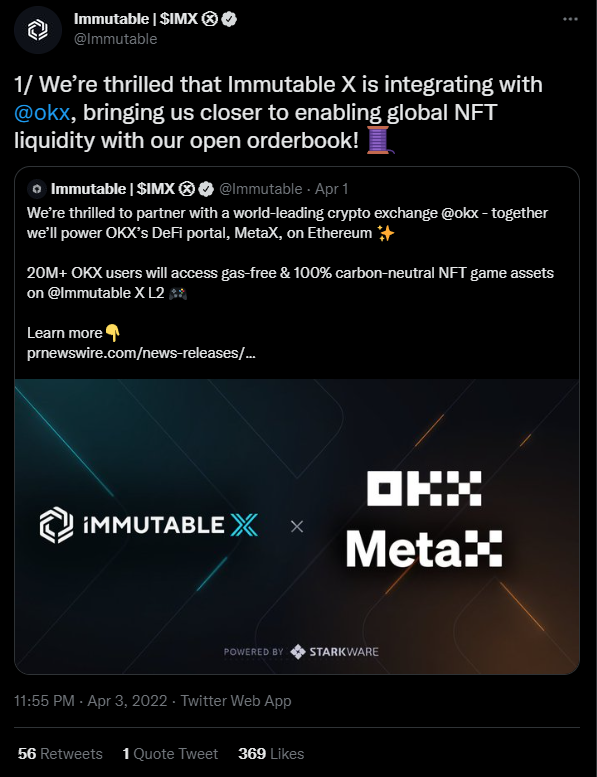 Immutable | $IMX
@Immutable
1/ We’re thrilled that Immutable X is integrating with
@okx, bringing us closer to enabling global NFT
liquidity with our open orderbook! 🧵
Immutable | $IMX @Immutable · Apr 1
We’re thrilled to partner with a world-leading crypto exchange @okx - together
we’ll power OKX’s DeFi portal, MetaX, on Ethereum ✨
20M+ OKX users will access gas-free & 100% carbon-neutral NFT game assets
on @Immutable X L2 🎮
Learn more👇
prnewswire.com/news-releases/…
iMMUTABLE X
×
OKX
MetaX
POWERED BY STARKWARE
11:55 PM · Apr 3, 2022 · Twitter Web App
56 Retweets 1 Quote Tweet 369 Likes